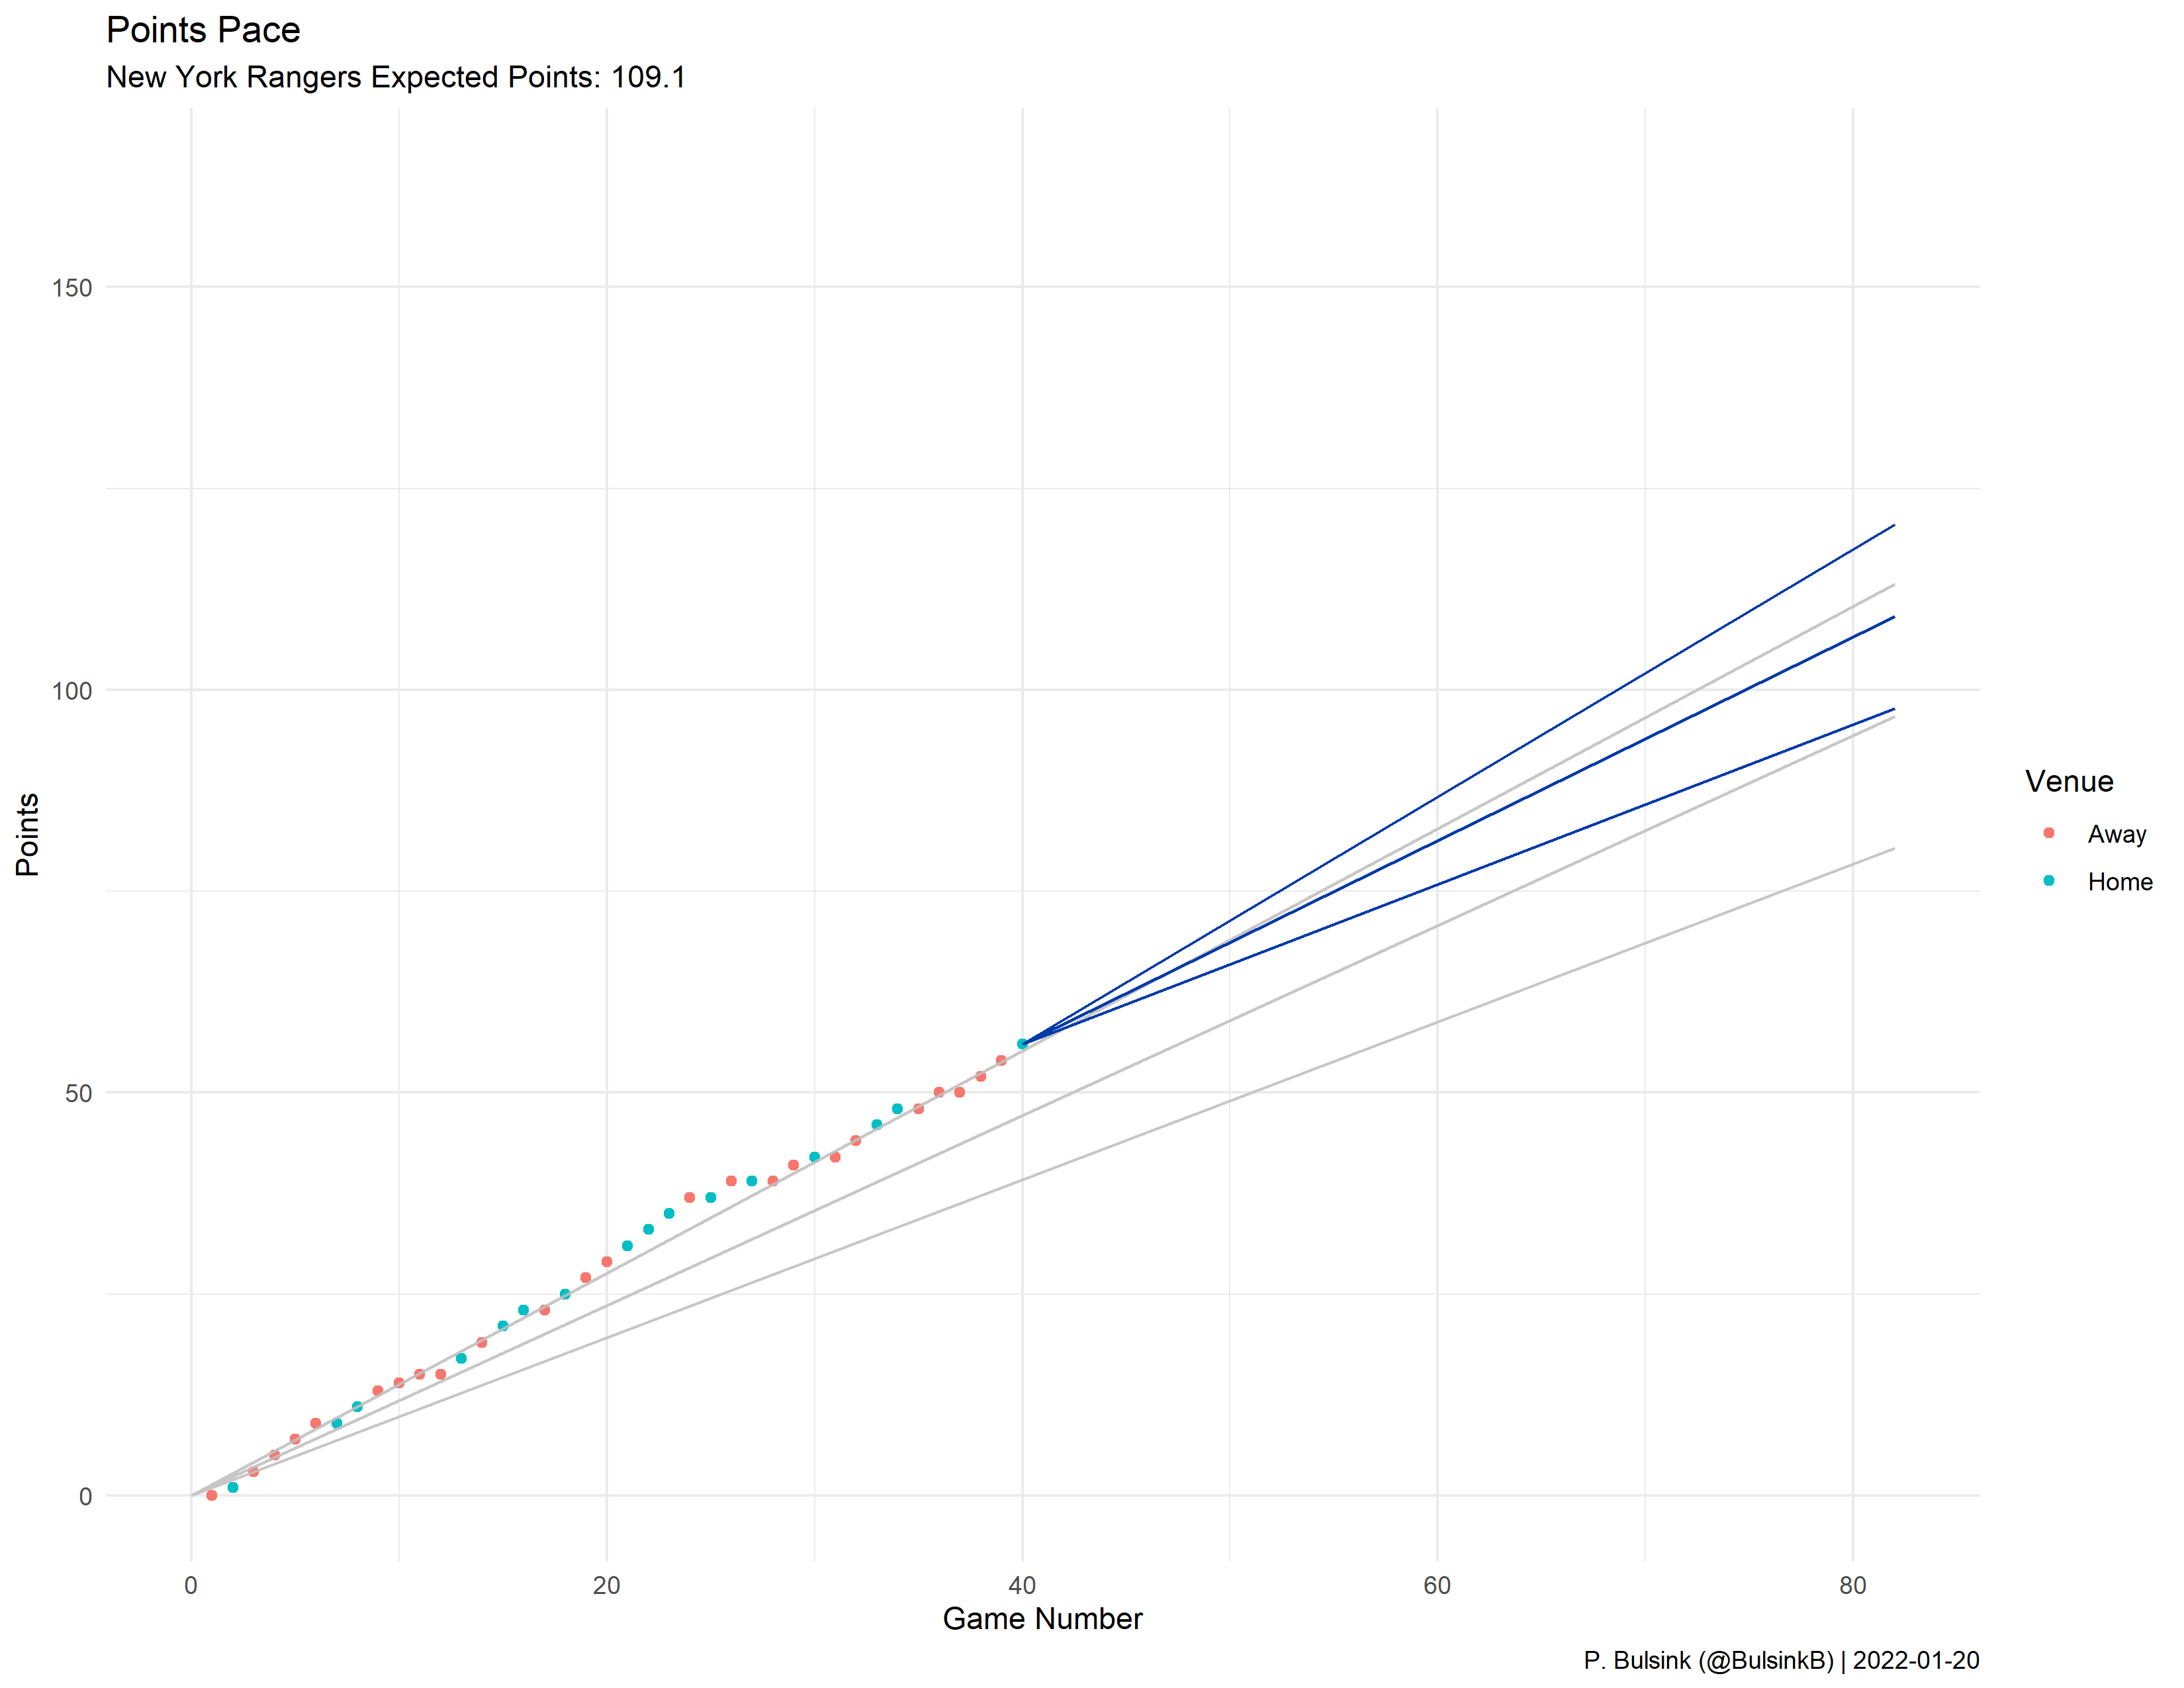 Points Pace
New York Rangers Expected Points: 109.1
150
100
50
0
Points
0 20 40 60 80
Game Number
Venue
Away
Home
P. Bulsink (@BulsinkB) | 2022-01-20